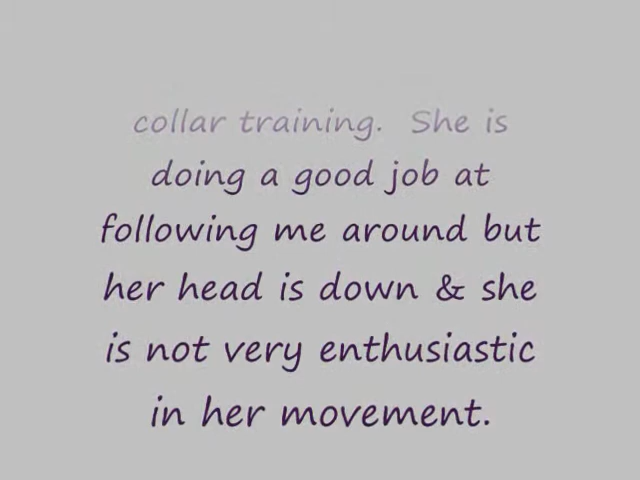 collar training. She is
doing a good job at
following me around but
her head is down & she
is not very enthusiastic
in her movement.